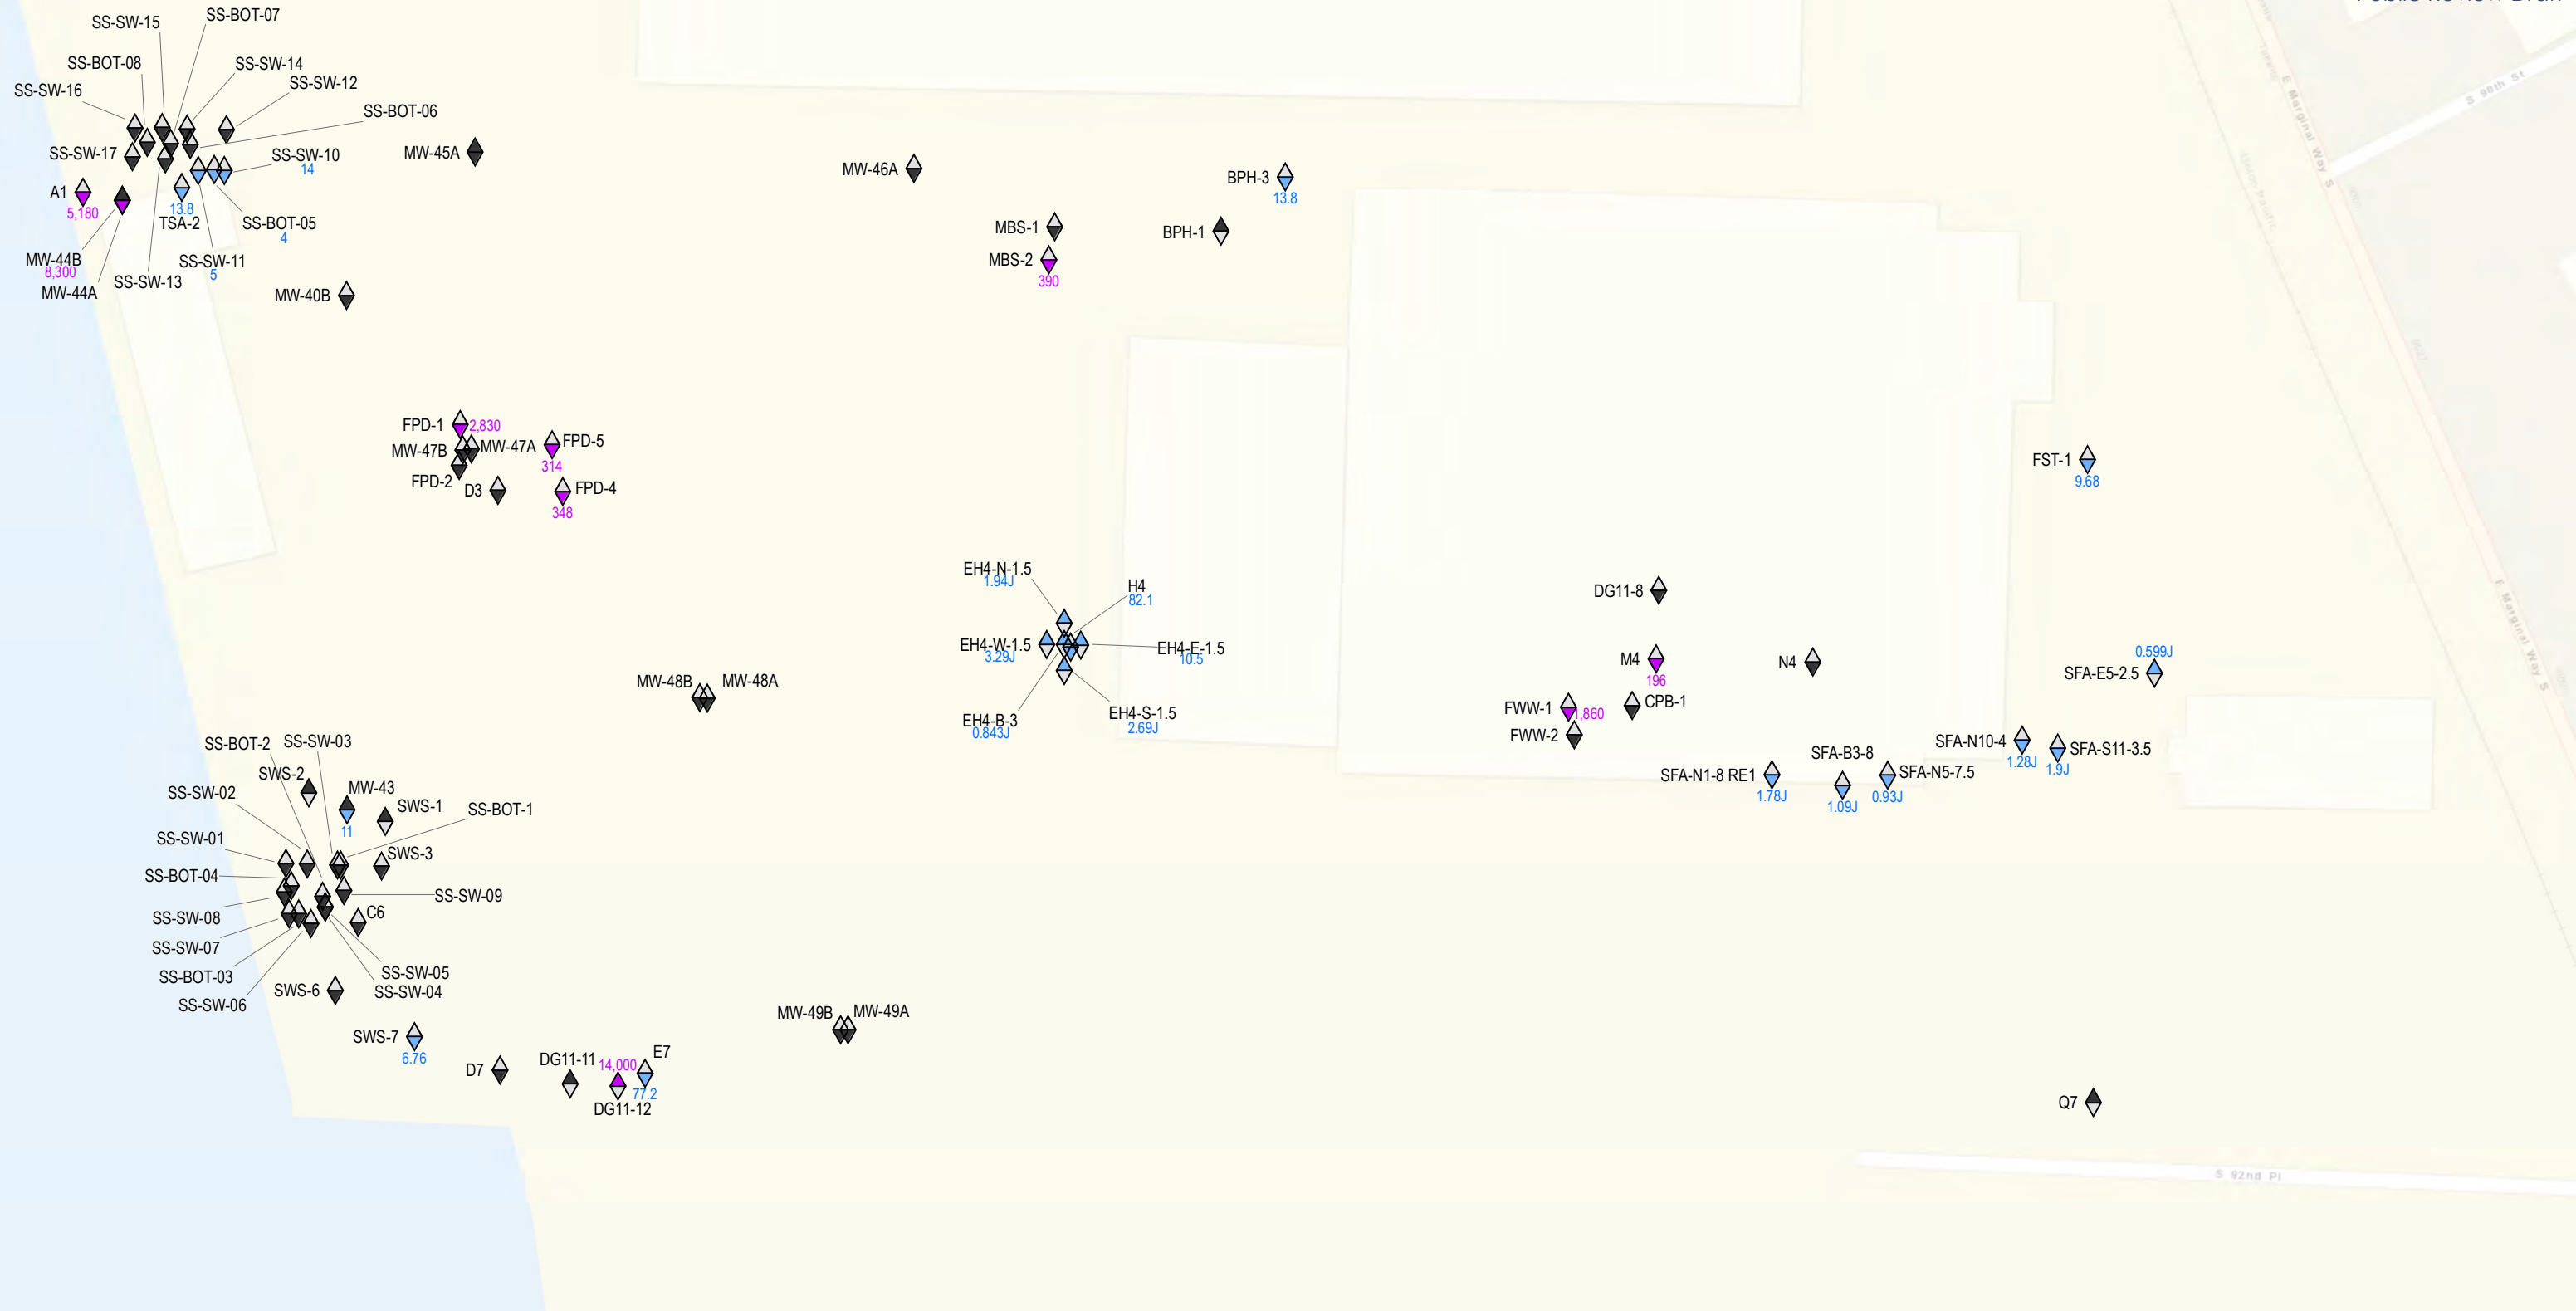 SS-BOT-07
SS-SW-15
SS-BOT-08
SS-SW-14
SS-SW-12
SS-SW-16
SS-BOT-06
E Marginal Way S
S 90th St
SS-SW-17
SS-SW-10
14
MW-45A
MW-46A
BPH-3
13.8
A1
5,180
13.8
TSA-2
SS-BOT-05
4
MBS-1
BPH-1
MW-44B
8,300
SS-SW-11
5
MBS-2
390
MW-44A
SS-SW-13
MW-40B
Union Pacific
FPD-1
2,830
MW-47B
MW-47A
FPD-5
314
FPD-2
D3
FPD-4
348
FST-1
9.68
EH4-N-1.5
1.94J
H4
82.1
DG11-8
E Marginal Way S
EH4-W-1.5
3.29J
EH4-E-1.5
10.5
M4
196
N4
0.599J
SFA-E5-2.5
MW-48B
MW-48A
EH4-B-3
0.843J
EH4-S-1.5
2.69J
FWW-1
1,860
CPB-1
FWW-2
SS-BOT-2
SS-SW-03
SFA-N10-4
1.28J
SFA-S11-3.5
1.9J
SFA-B3-8
1.09J
SFA-N1-8 RE1
1.78J
SFA-N5-7.5
0.93J
SWS-2
MW-43
11
SS-SW-02
SWS-1
SS-BOT-1
SS-SW-01
SWS-3
SS-BOT-04
SS-SW-09
SS-SW-08
C6
SS-SW-07
SS-BOT-03
SS-SW-05
SS-SW-04
SS-SW-06
SWS-6
MW-49B
MW-49A
SWS-7
6.76
D7
DG11-11
14,000
DG11-12
E7
77.2
Q7
S 92nd Pl